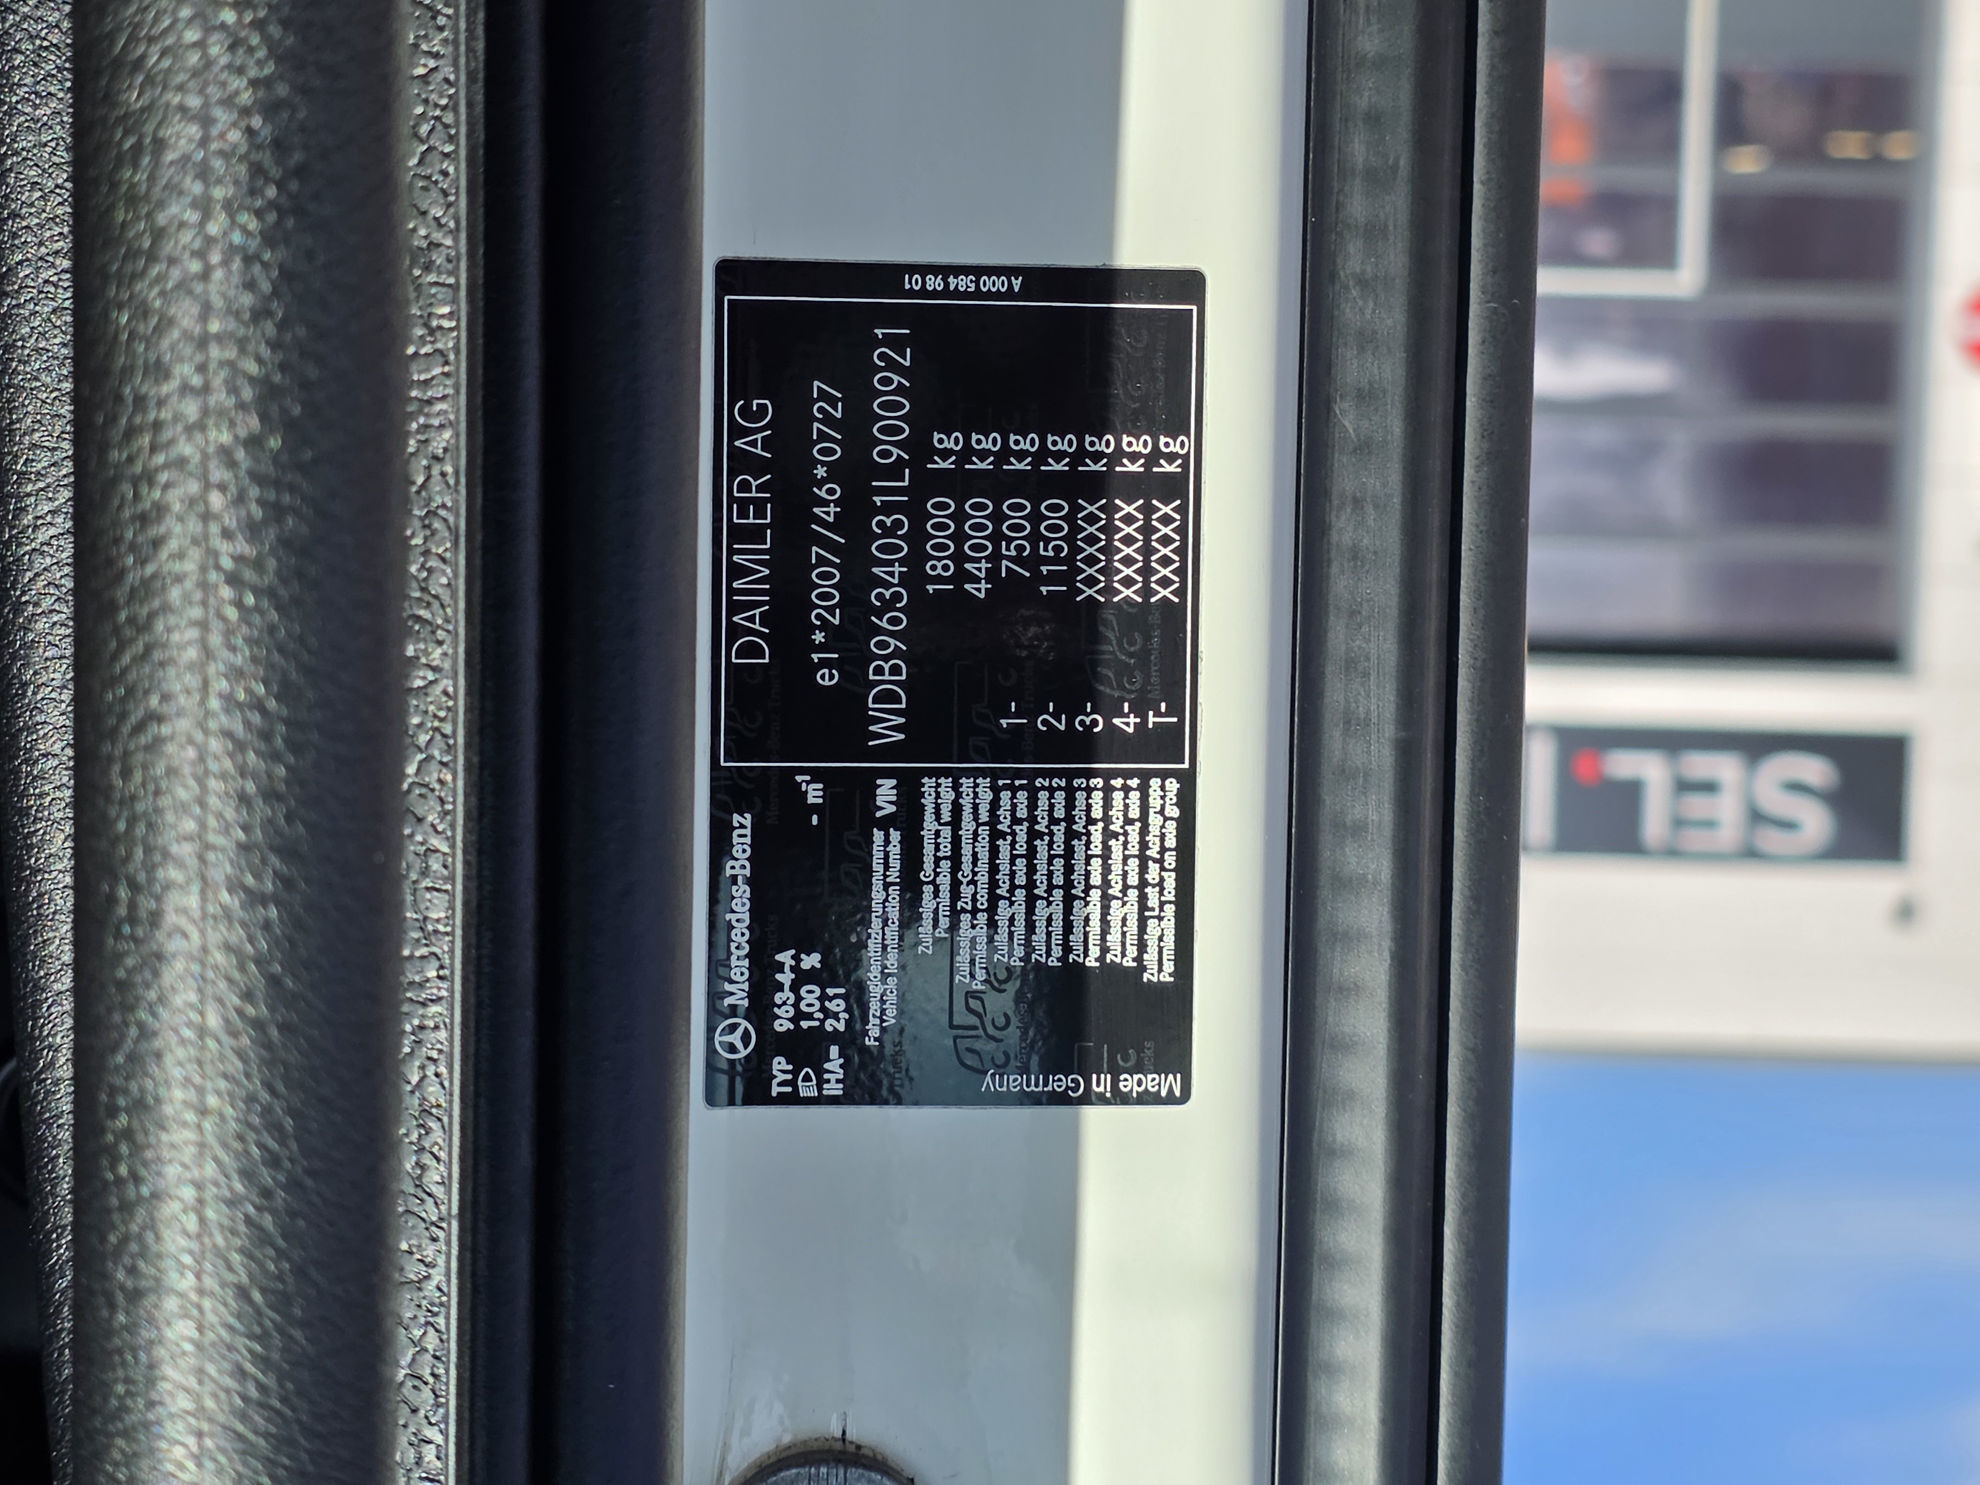 Mercedes-Benz
TYP 963-4-A
1,00 %
IHA= 2,61 - m⁻¹
Fahrzeugidentifizierungsnummer
Vehicle Identification Number VIN
Zulässiges Gesamtgewicht
Permissible total weight
Zulässiges Zug-Gesamtgewicht
Permissible combination weight
Zulässige Achslast, Achse 1
Permissible axle load, axle 1
Zulässige Achslast, Achse 2
Permissible axle load, axle 2
Zulässige Achslast, Achse 3
Permissible axle load, axle 3
Zulässige Achslast, Achse 4
Permissible axle load, axle 4
Zulässige Last der Achsgruppe
Permissible load on axle group
DAIMLER AG
e1*2007/46*0727
WDB9634031L900921
18000 kg
44000 kg
1- 7500 kg
2- 11500 kg
3- XXXXX kg
4- XXXXX kg
T- XXXXX kg
Made in Germany
A 000 584 98 01
SEL